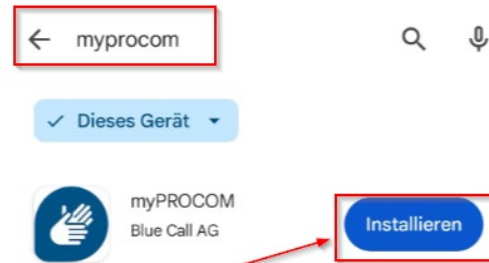 myprocom
Dieses Gerät
myPROCOM
Blue Call AG
Installieren